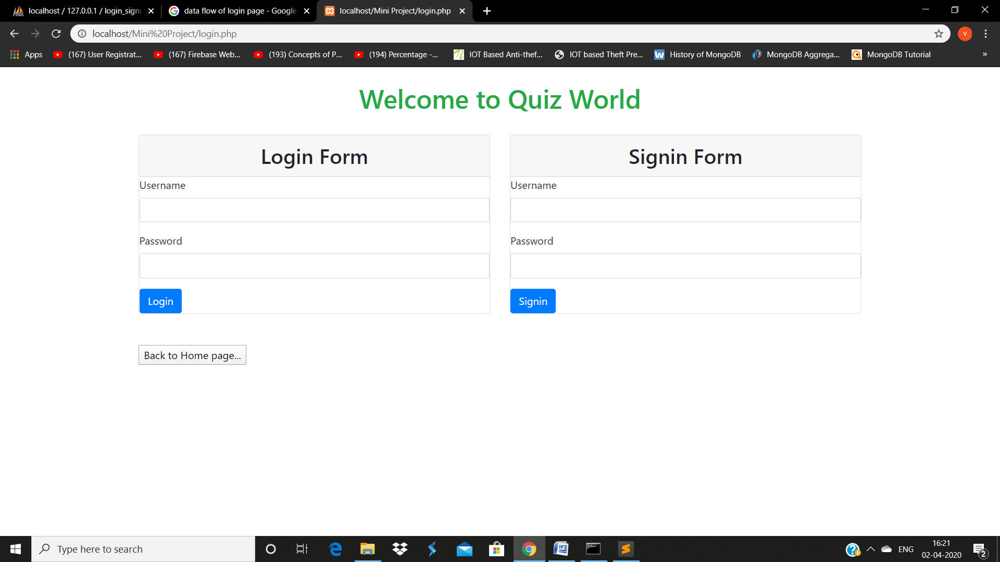 localhost / 127.0.0.1 / login_sign
data flow of login page - Google
localhost/Mini Project/login.php
localhost/Mini%20Project/login.php
V
Apps
(167) User Registrat...
(167) Firebase Web...
(193) Concepts of P...
(194) Percentage -...
IOT Based Anti-thef...
IOT based Theft Pre...
W
History of MongoDB
MongoDB Aggrega...
MongoDB Tutorial
»
Welcome to Quiz World
Login Form
Signin Form
Username
Username
Password
Password
Login
Signin
Back to Home page...
Type here to search
ENG
16:21
02-04-2020
2